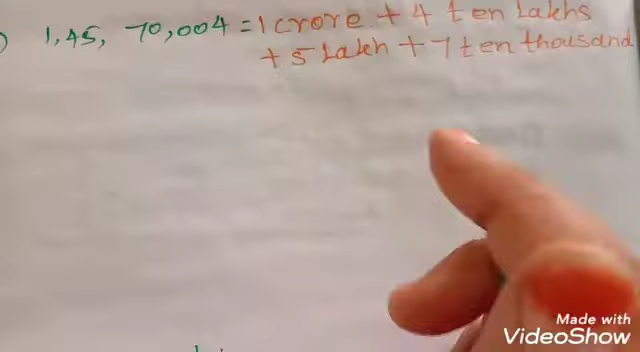 1,45, 70,004 = 1 crore + 4 ten Lakhs
+ 5 Lakh + 7 ten thousand
Made with
VideoShow